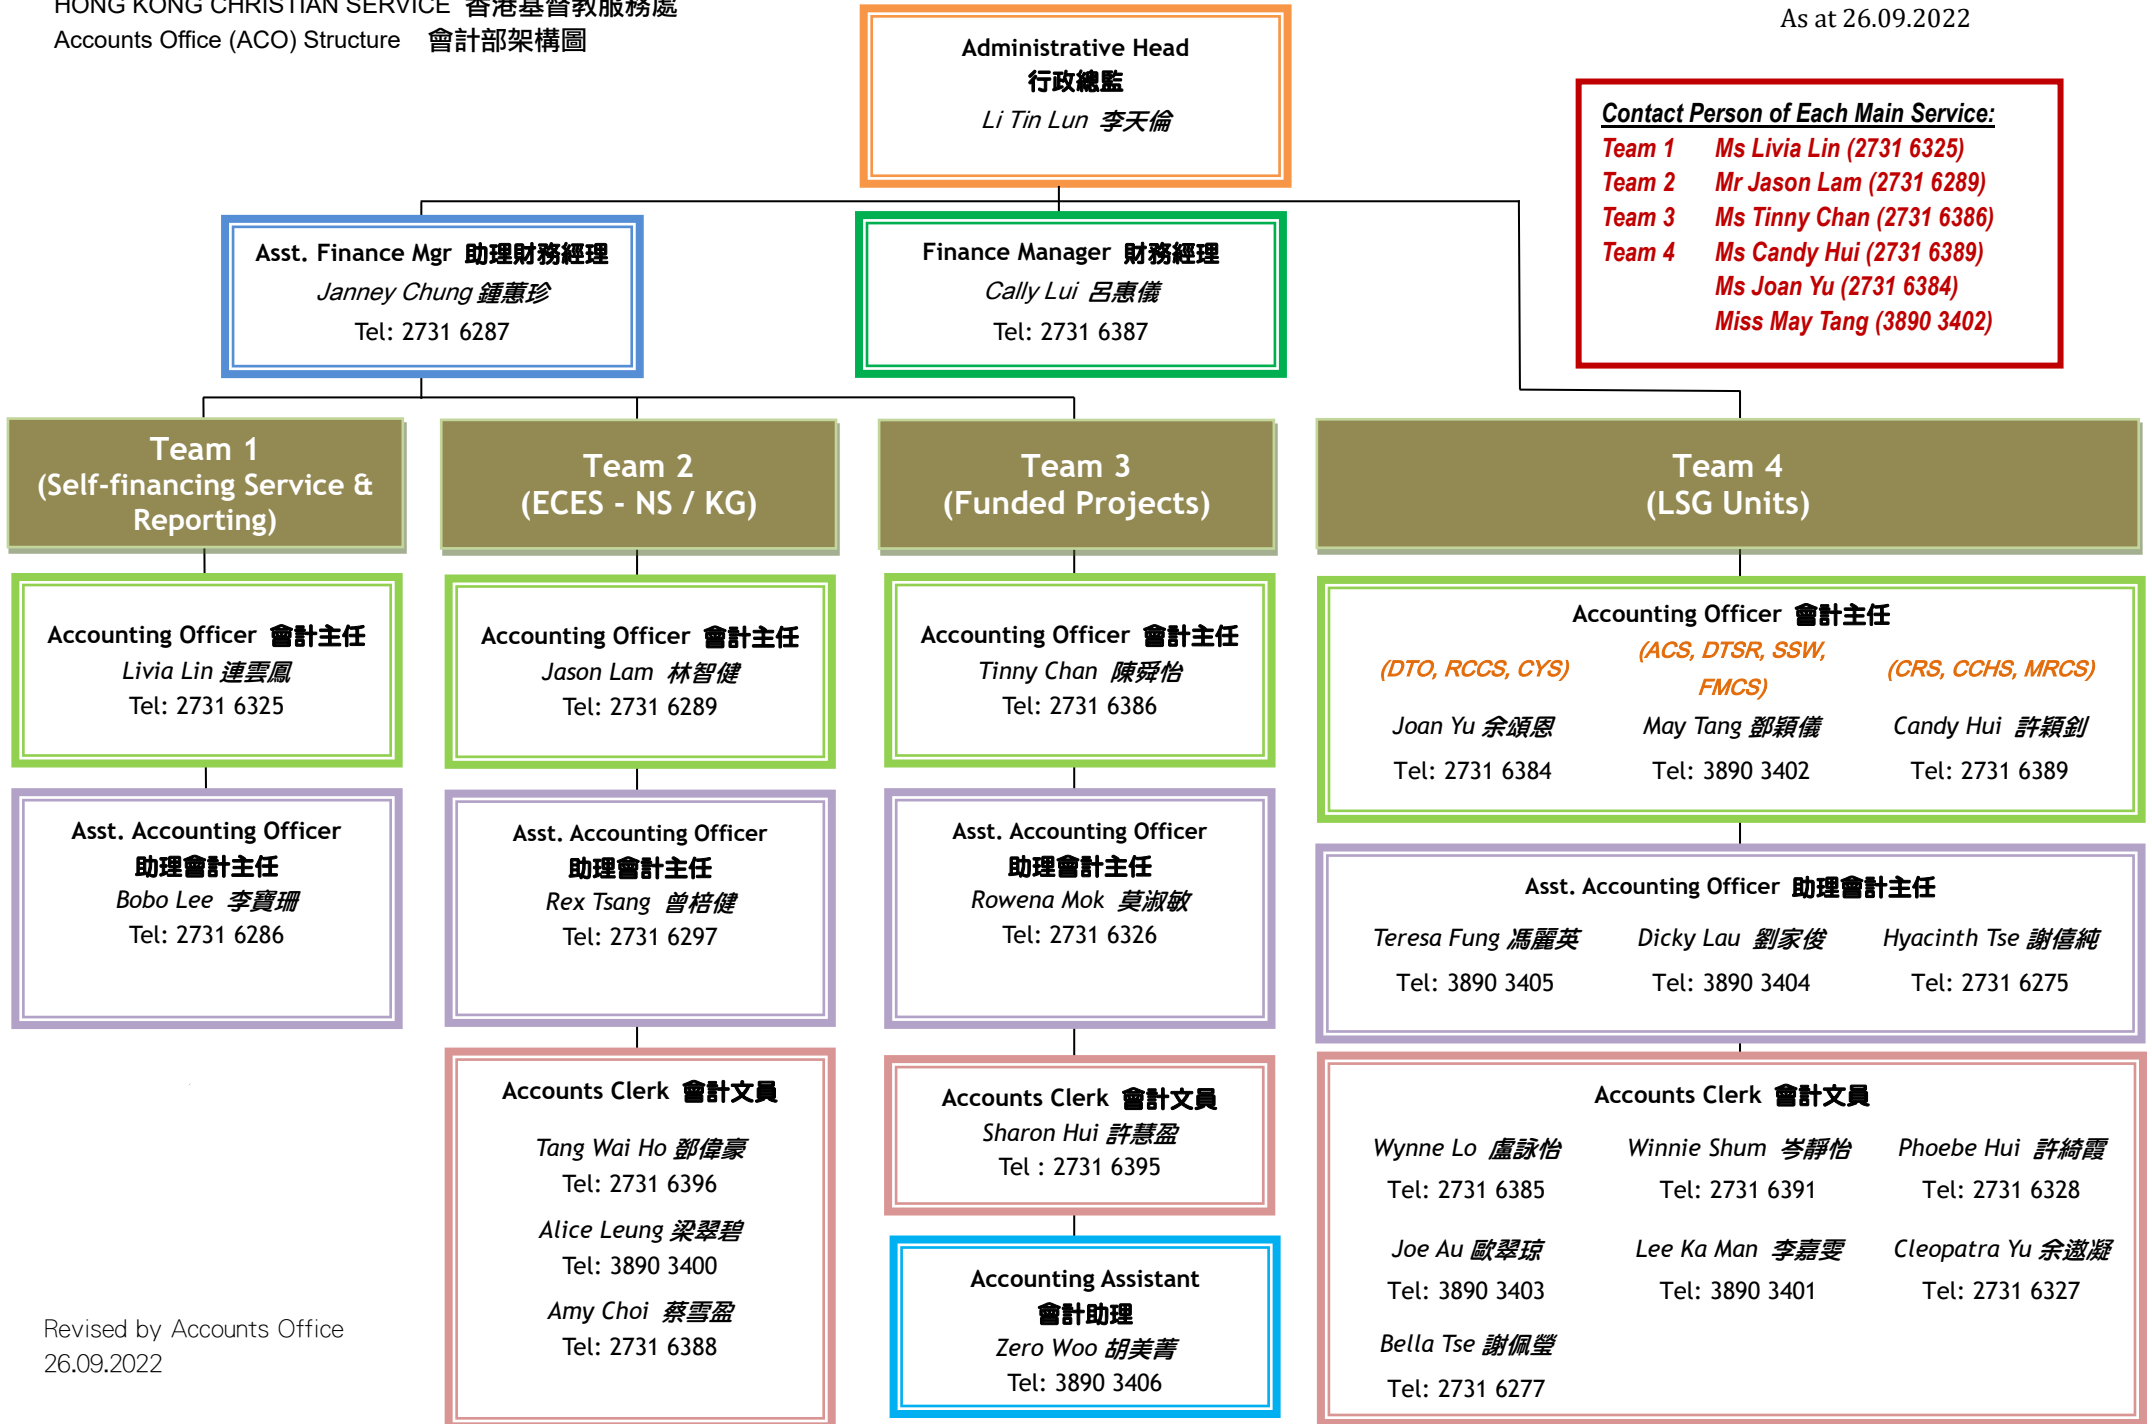 HONG KONG CHRISTIAN SERVICE 香港基督教服務處
Accounts Office (ACO) Structure 會計部架構圖
As at 26.09.2022
Administrative Head
行政總監
Li Tin Lun 李天倫
Contact Person of Each Main Service:
Team 1 Ms Livia Lin (2731 6325)
Team 2 Mr Jason Lam (2731 6289)
Team 3 Ms Tinny Chan (2731 6386)
Team 4 Ms Candy Hui (2731 6389)
Ms Joan Yu (2731 6384)
Miss May Tang (3890 3402)
Asst. Finance Mgr 助理財務經理
Janney Chung 鍾蕙珍
Tel: 2731 6287
Finance Manager 財務經理
Cally Lui 呂惠儀
Tel: 2731 6387
Team 1
(Self-financing Service &
Reporting)
Accounting Officer 會計主任
Livia Lin 連雲鳳
Tel: 2731 6325
Asst. Accounting Officer
助理會計主任
Bobo Lee 李寶珊
Tel: 2731 6286
Team 2
(ECES - NS / KG)
Accounting Officer 會計主任
Jason Lam 林智健
Tel: 2731 6289
Asst. Accounting Officer
助理會計主任
Rex Tsang 曾棓健
Tel: 2731 6297
Accounts Clerk 會計文員
Tang Wai Ho 鄧偉豪
Tel: 2731 6396
Alice Leung 梁翠碧
Tel: 3890 3400
Amy Choi 蔡雪盈
Tel: 2731 6388
Team 3
(Funded Projects)
Accounting Officer 會計主任
Tinny Chan 陳舜怡
Tel: 2731 6386
Asst. Accounting Officer
助理會計主任
Rowena Mok 莫淑敏
Tel: 2731 6326
Accounts Clerk 會計文員
Sharon Hui 許慧盈
Tel : 2731 6395
Accounting Assistant
會計助理
Zero Woo 胡美菁
Tel: 3890 3406
Team 4
(LSG Units)
Accounting Officer 會計主任
(DTO, RCCS, CYS) (ACS, DTSR, SSW, (CRS, CCHS, MRCS)
FMCS)
Joan Yu 余頌恩 May Tang 鄧穎儀 Candy Hui 許穎釗
Tel: 2731 6384 Tel: 3890 3402 Tel: 2731 6389
Asst. Accounting Officer 助理會計主任
Teresa Fung 馮麗英 Dicky Lau 劉家俊 Hyacinth Tse 謝僖純
Tel: 3890 3405 Tel: 3890 3404 Tel: 2731 6275
Accounts Clerk 會計文員
Wynne Lo 盧詠怡 Winnie Shum 岑靜怡 Phoebe Hui 許綺霞
Tel: 2731 6385 Tel: 2731 6391 Tel: 2731 6328
Joe Au 歐翠琼 Lee Ka Man 李嘉雯 Cleopatra Yu 余遨凝
Tel: 3890 3403 Tel: 3890 3401 Tel: 2731 6327
Bella Tse 謝佩瑩
Tel: 2731 6277
Revised by Accounts Office
26.09.2022